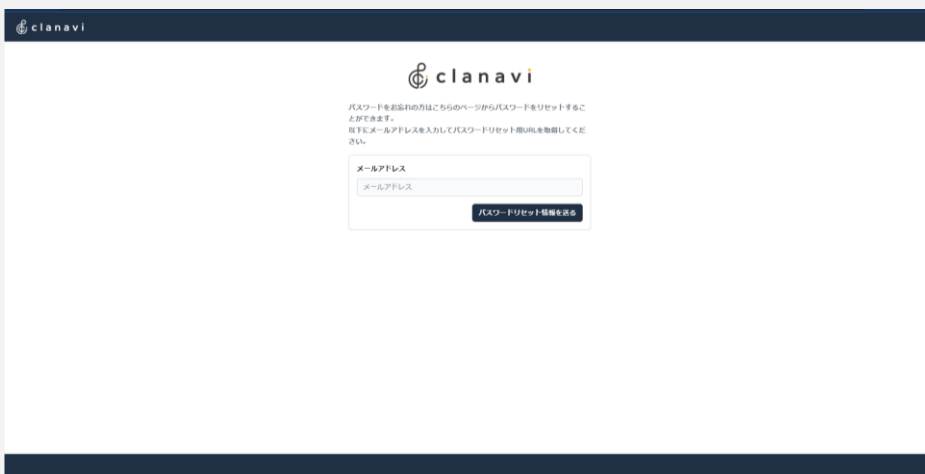 clanavi
clanavi
パスワードをお忘れの方はこちらのページからパスワードをリセットするこ
とができます。
以下にメールアドレスを入力してパスワードリセット用URLを取得してくだ
さい。
メールアドレス
メールアドレス
パスワードリセット情報を送る